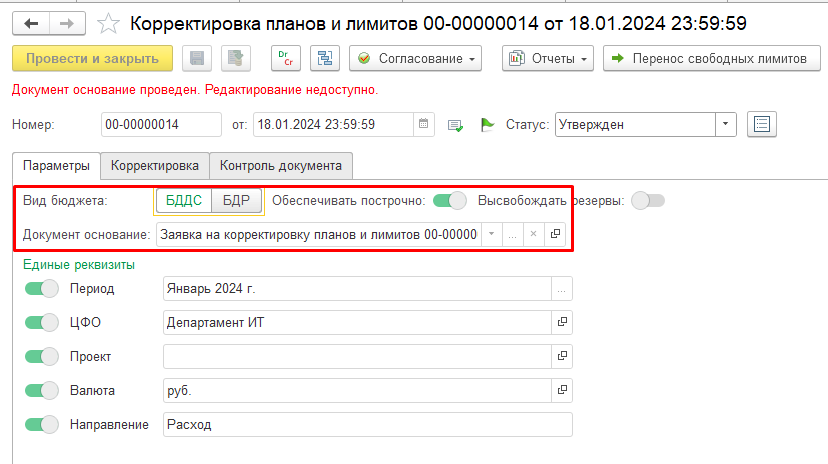 Корректировка планов и лимитов 00-00000014 от 18.01.2024 23:59:59
Провести и закрыть Dr Cr Согласование Отчеты Перенос свободных лимитов
Документ основание проведен. Редактирование недоступно.
Номер: 00-00000014 от: 18.01.2024 23:59:59 Статус: Утвержден
Параметры Корректировка Контроль документа
Вид бюджета: БДДС БДР Обеспечивать построчно: Высвобождать резервы:
Документ основание: Заявка на корректировку планов и лимитов 00-00000 ...
Единые реквизиты
Период Январь 2024 г. ...
ЦФО Департамент ИТ
Проект
Валюта руб.
Направление Расход